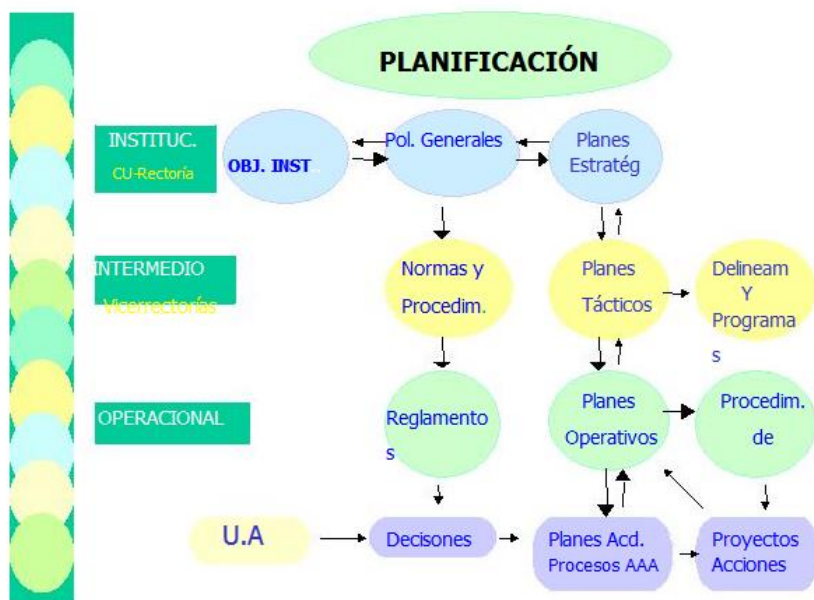 PLANIFICACIÓN
INSTITUC.
CU-Rectoría
OBJ. INST.
Pol. Generales
Planes
Estratég
INTERMEDIO
Vicerrectorías
Normas y
Procedim.
Planes
Tácticos
Delineam
Y
Programa
s
OPERACIONAL
Reglamento
s
Planes
Operativos
Procedim.
de
U.A
Decisones
Planes Acd.
Procesos AAA
Proyectos
Acciones